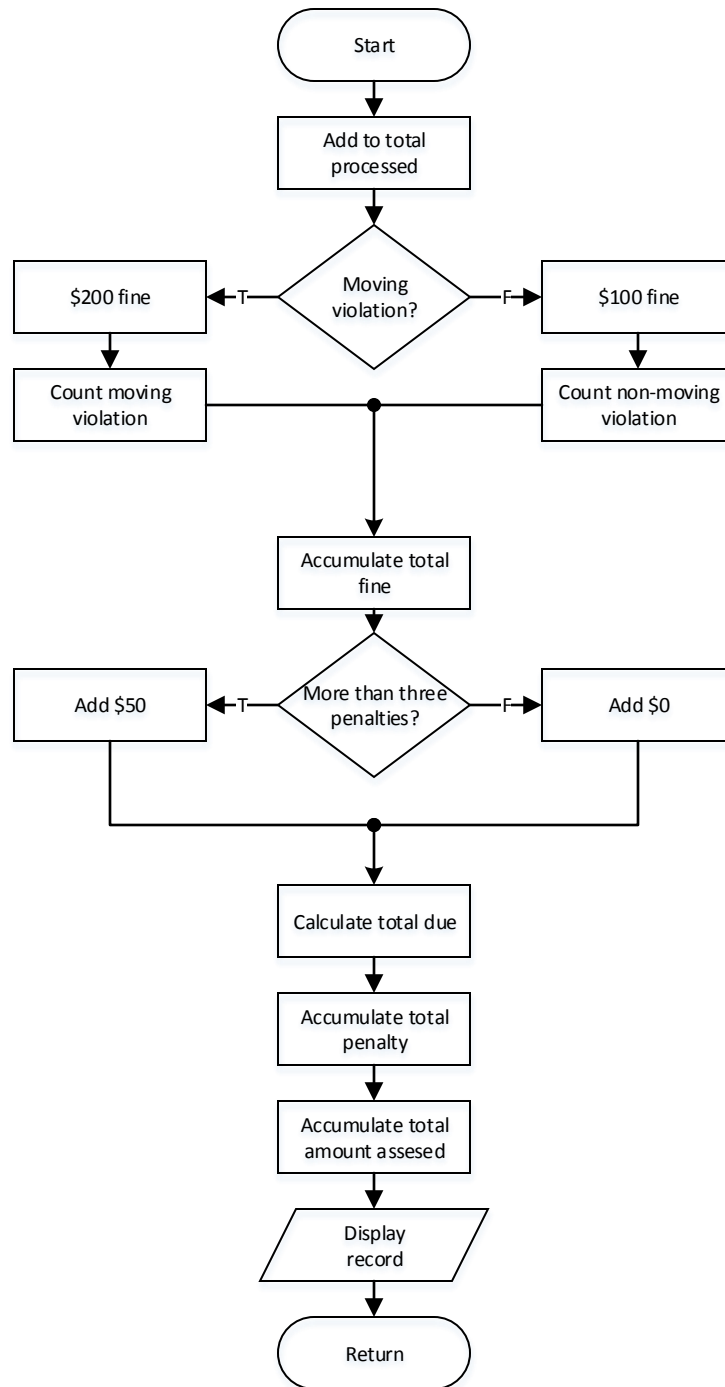 Start
Add to total
processed
Moving
violation?
T
F
$200 fine
$100 fine
Count moving
violation
Count non-moving
violation
Accumulate total
fine
More than three
penalties?
T
F
Add $50
Add $0
Calculate total due
Accumulate total
penalty
Accumulate total
amount assesed
Display
record
Return